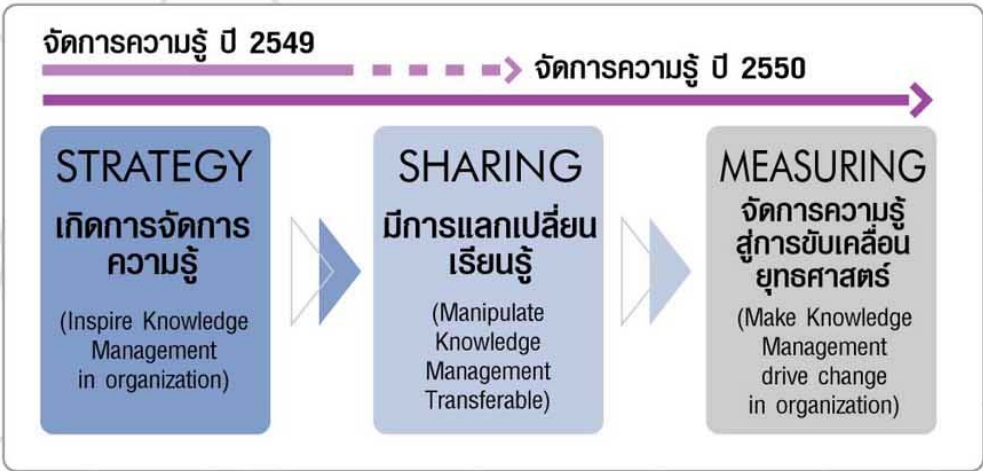 จัดการความรู้ ปี 2549
จัดการความรู้ ปี 2550
STRATEGY
เกิดการจัดการ
ความรู้
(Inspire Knowledge
Management
in organization)
SHARING
มีการแลกเปลี่ยน
เรียนรู้
(Manipulate
Knowledge
Management
Transferable)
MEASURING
จัดการความรู้
สู่การขับเคลื่อน
ยุทธศาสตร์
(Make Knowledge
Management
drive change
in organization)